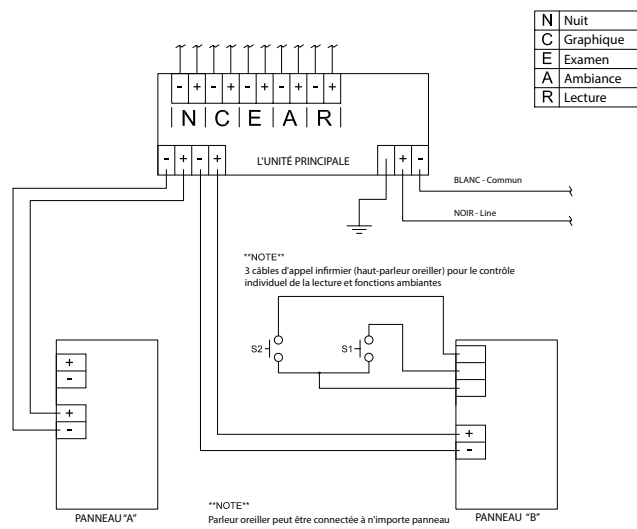 N Nuit
C Graphique
E Examen
A Ambiance
R Lecture
- + - + - + - + - +
N C E A R
- + - +
L'UNITÉ PRINCIPALE
+ -
BLANC - Commun
NOIR - Line
**NOTE**
3 câbles d'appel infirmier (haut-parleur oreiller) pour le contrôle
individuel de la lecture et fonctions ambiantes
S2 S1
+
-
+
-
+
-
PANNEAU "A"
**NOTE**
Parleur oreiller peut être connectée à n'importe panneau
PANNEAU "B"